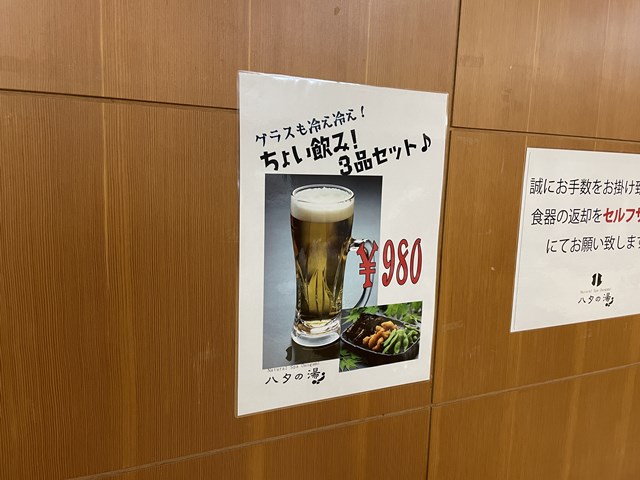 グラスも冷え冷え!
ちょい飲み!
3品セット♪
¥980
Natural Spa Ikegami
八夕の湯
誠にお手数をお掛け致
食器の返却をセルフサ
にてお願い致します
八夕の湯